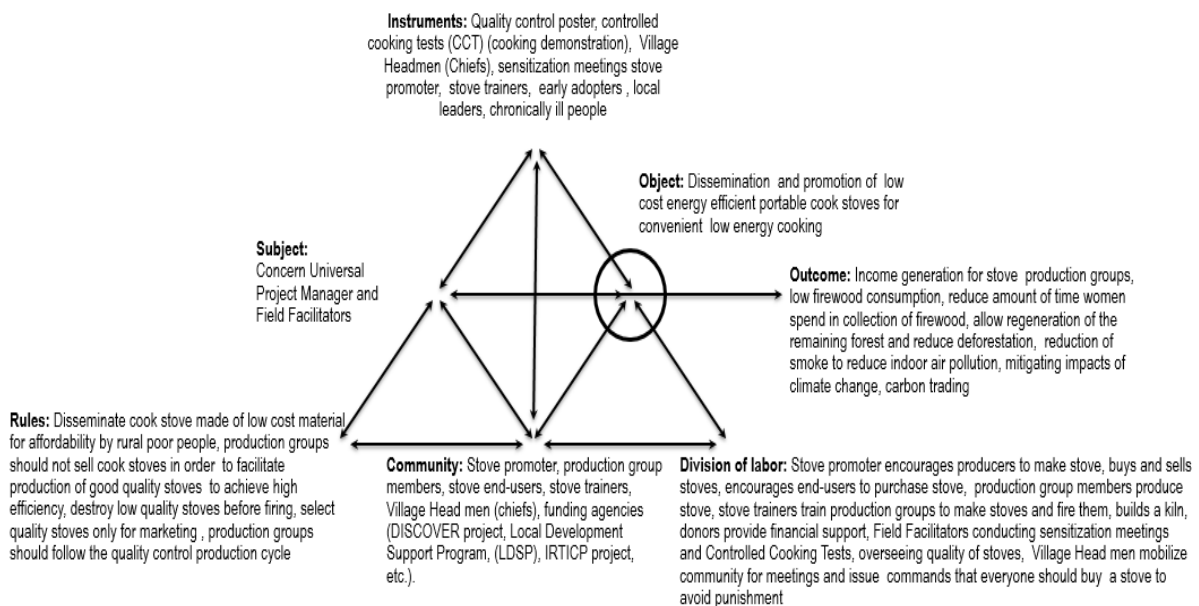 Instruments: Quality control poster, controlled
cooking tests (CCT) (cooking demonstration), Village
Headmen (Chiefs), sensitization meetings stove
promoter, stove trainers, early adopters , local
leaders, chronically ill people
Object: Dissemination and promotion of low
cost energy efficient portable cook stoves for
convenient low energy cooking
Subject:
Concern Universal
Project Manager and
Field Facilitators
Outcome: Income generation for stove production groups,
low firewood consumption, reduce amount of time women
spend in collection of firewood, allow regeneration of the
remaining forest and reduce deforestation, reduction of
smoke to reduce indoor air pollution, mitigating impacts of
climate change, carbon trading
Rules: Disseminate cook stove made of low cost material
for affordability by rural poor people, production groups
should not sell cook stoves in order to facilitate
production of good quality stoves to achieve high
efficiency, destroy low quality stoves before firing, select
quality stoves only for marketing , production groups
should follow the quality control production cycle
Community: Stove promoter, production group
members, stove end-users, stove trainers,
Village Head men (chiefs), funding agencies
(DISCOVER project, Local Development
Support Program, (LDSP), IRTICP project,
etc.).
Division of labor: Stove promoter encourages producers to make stove, buys and sells
stoves, encourages end-users to purchase stove, production group members produce
stove, stove trainers train production groups to make stoves and fire them, builds a kiln,
donors provide financial support, Field Facilitators conducting sensitization meetings
and Controlled Cooking Tests, overseeing quality of stoves, Village Head men mobilize
community for meetings and issue commands that everyone should buy a stove to
avoid punishment